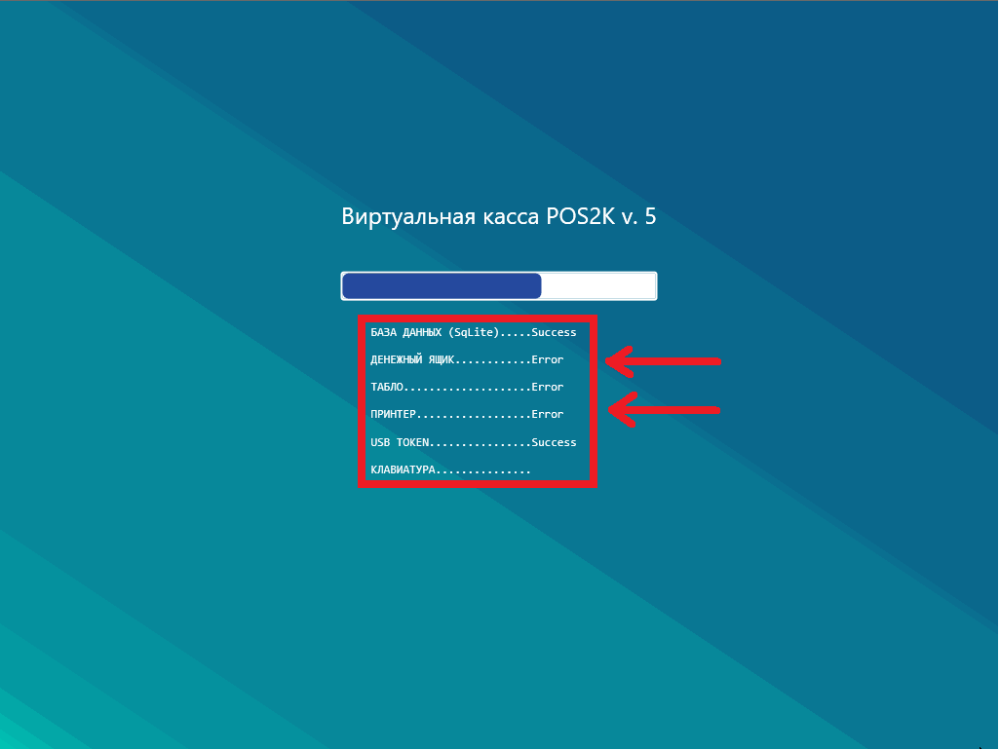 Виртуальная касса POS2K v. 5
БАЗА ДАННЫХ (SqLite).....Success
ДЕНЕЖНЫЙ ЯЩИК............Error
ТАБЛО....................Error
ПРИНТЕР..................Error
USB TOKEN................Success
КЛАВИАТУРА...............